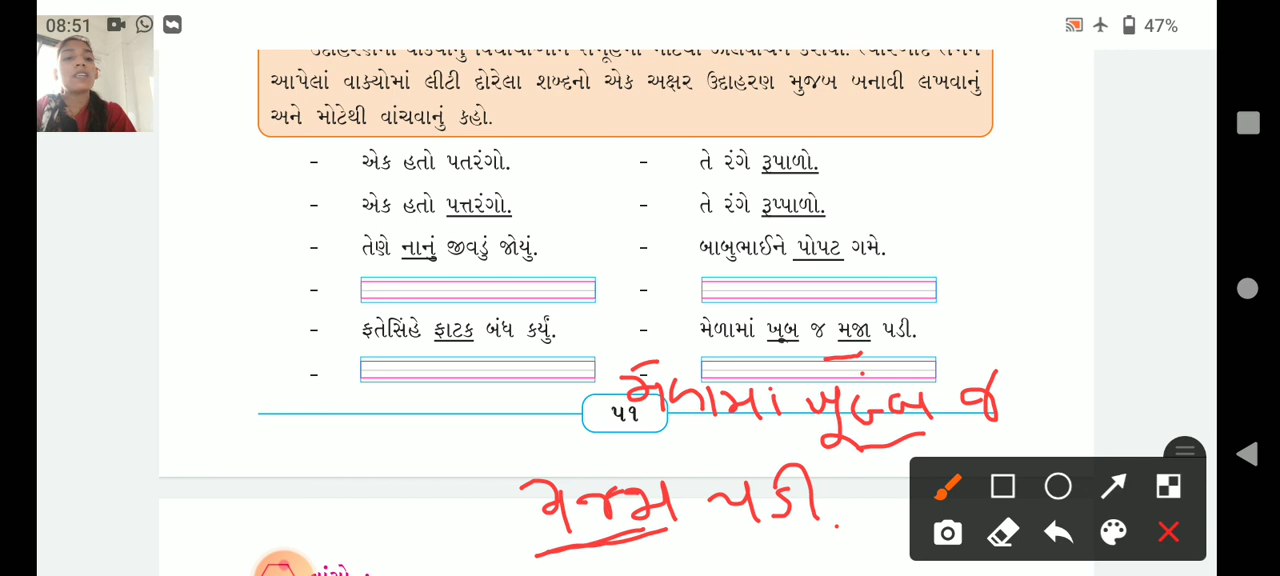 08:51
47%
આપેલાં વાક્યોમાં લીટી દોરેલા શબ્દનો એક અક્ષર ઉદાહરણ મુજબ બનાવી લખવાનું
અને મોટેથી વાંચવાનું કહો.
- એક હતો પતરંગો.
- તે રંગે રૂપાળો.
- એક હતો પત્તરંગો.
- તે રંગે રૂપ્પાળો.
- તેણે નાનું જીવડું જોયું.
- બાબુભાઈને પોપટ ગમે.
-
-
- ફતેસિંહે ફાટક બંધ કર્યું.
- મેળામાં ખૂબ જ મજા પડી.
-
-
મેળામાં જ
૫૧
પડી.